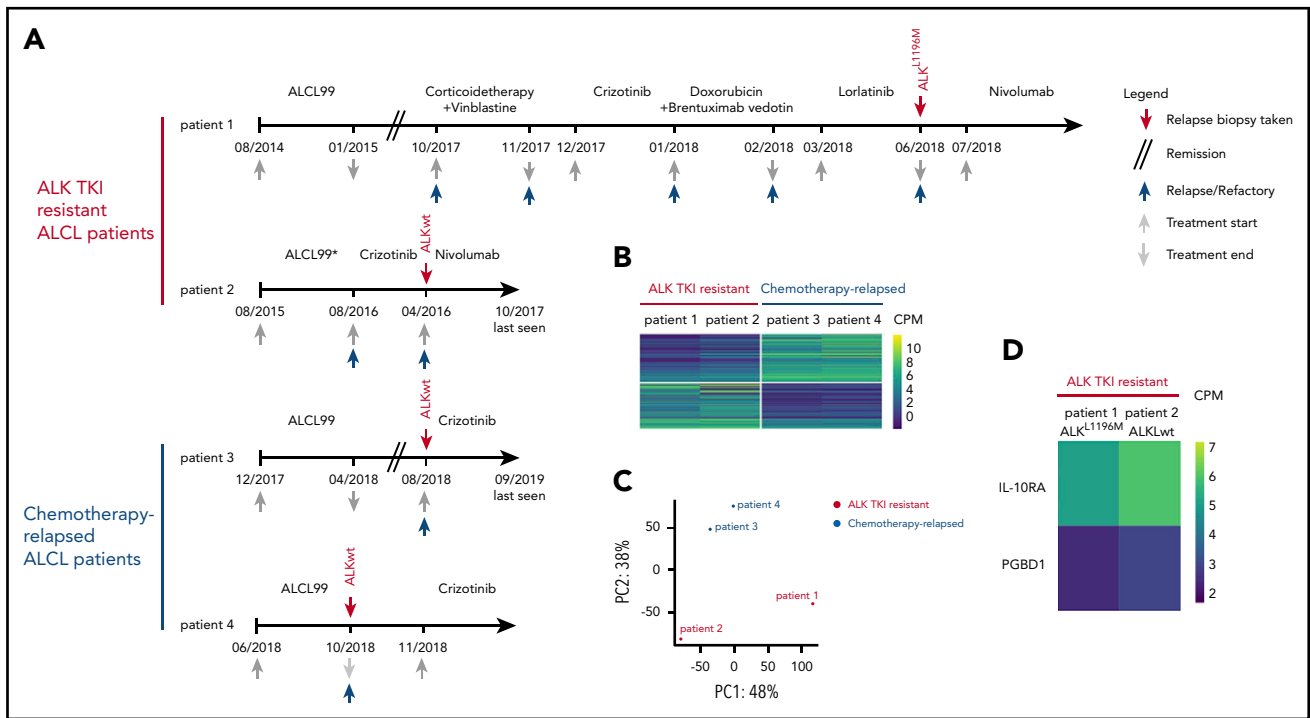 A
ALK TKI
resistant
ALCL patients
patient 1
ALCL99
Corticoidetherapy
+Vinblastine
Crizotinib
Doxorubicin
+Brentuximab vedotin
Lorlatinib
ALK^L1196M
Nivolumab
08/2014 01/2015 10/2017 11/2017 12/2017 01/2018 02/2018 03/2018 06/2018 07/2018
Legend
Relapse biopsy taken
Remission
Relapse/Refactory
Treatment start
Treatment end
patient 2
ALCL99* Crizotinib ALKwt Nivolumab
08/2015 08/2016 04/2016 10/2017
last seen
Chemotherapy-
relapsed
ALCL patients
patient 3
ALCL99 ALKwt Crizotinib
12/2017 04/2018 08/2018 09/2019
last seen
patient 4
ALCL99 ALKwt Crizotinib
06/2018 10/2018 11/2018
B
ALK TKI resistant Chemotherapy-relapsed
patient 1 patient 2 patient 3 patient 4 CPM
10
8
6
4
2
0
C
PC2: 38%
50
0
-50
patient 4
patient 3
patient 1
patient 2
-50 0 50 100
PC1: 48%
ALK TKI resistant
Chemotherapy-relapsed
D
ALK TKI resistant
CPM
patient 1 patient 2
ALK^L1196M ALKLwt
IL-10RA
PGBD1
7
6
5
4
3
2